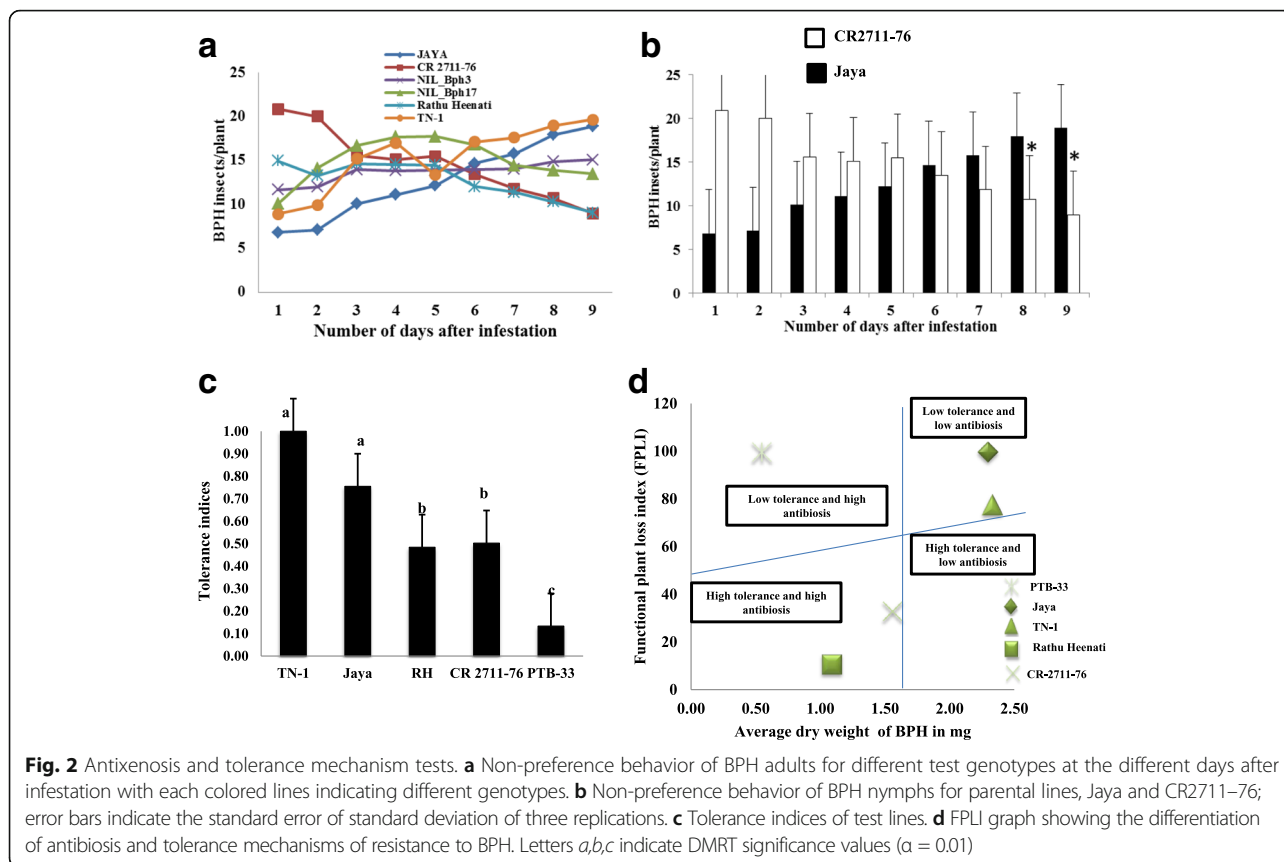 a
JAYA
CR 2711-76
NIL_Bph3
NIL_Bph17
Rathu Heenati
TN-1
BPH insects/plant
25
20
15
10
5
0
1 2 3 4 5 6 7 8 9
Number of days after infestation
b
CR2711-76
Jaya
BPH insects/plant
25
20
15
10
5
0
* *
1 2 3 4 5 6 7 8 9
Number of days after infestation
c
Tolerance indices
1.00
0.90
0.80
0.70
0.60
0.50
0.40
0.30
0.20
0.10
0.00
a a b b c
TN-1 Jaya RH CR 2711-76 PTB-33
d
Functional plant loss index (FPLI)
120
100
80
60
40
20
0
Low tolerance and
low antibiosis
Low tolerance and high
antibiosis
High tolerance and
low antibiosis
High tolerance and high
antibiosis
PTB-33
Jaya
TN-1
Rathu Heenati
CR-2711-76
0.00 0.50 1.00 1.50 2.00 2.50
Average dry weight of BPH in mg
Fig. 2 Antixenosis and tolerance mechanism tests. a Non-preference behavior of BPH adults for different test genotypes at the different days after
infestation with each colored lines indicating different genotypes. b Non-preference behavior of BPH nymphs for parental lines, Jaya and CR2711–76;
error bars indicate the standard error of standard deviation of three replications. c Tolerance indices of test lines. d FPLI graph showing the differentiation
of antibiosis and tolerance mechanisms of resistance to BPH. Letters a,b,c indicate DMRT significance values (α = 0.01)